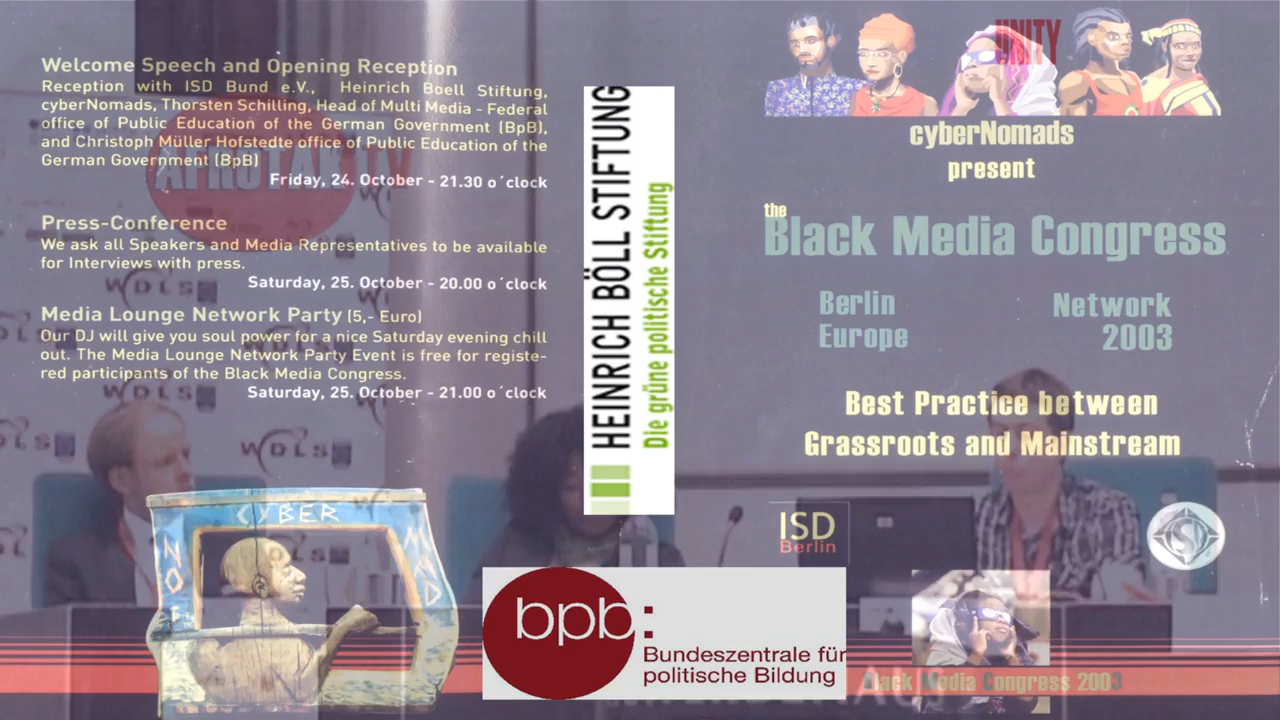 Welcome Speech and Opening Reception
Reception with ISD Bund e.V., Heinrich Boell Stiftung,
cyberNomads, Thorsten Schilling, Head of Multi Media - Federal
office of Public Education of the German Government (BpB),
and Christoph Müller Hofstedte office of Public Education of the
German Government (BpB)
Friday, 24. October - 21.30 o´clock
AFROTAK TV
Press-Conference
We ask all Speakers and Media Representatives to be available
for Interviews with press.
Saturday, 25. October - 20.00 o´clock
Media Lounge Network Party (5,- Euro)
Our DJ will give you soul power for a nice Saturday evening chill
out. The Media Lounge Network Party Event is free for registe-
red participants of the Black Media Congress.
Saturday, 25. October - 21.00 o´clock
WDLS
WDLS
WDLS
CYBER
NO
MAD
HEINRICH BÖLL STIFTUNG
Die grüne politische Stiftung
bpb:
Bundeszentrale für
politische Bildung
UNITY
cyberNomads
present
the
Black Media Congress
Berlin Network
Europe 2003
Best Practice between
Grassroots and Mainstream
ISD
Berlin
Black Media Congress 2003